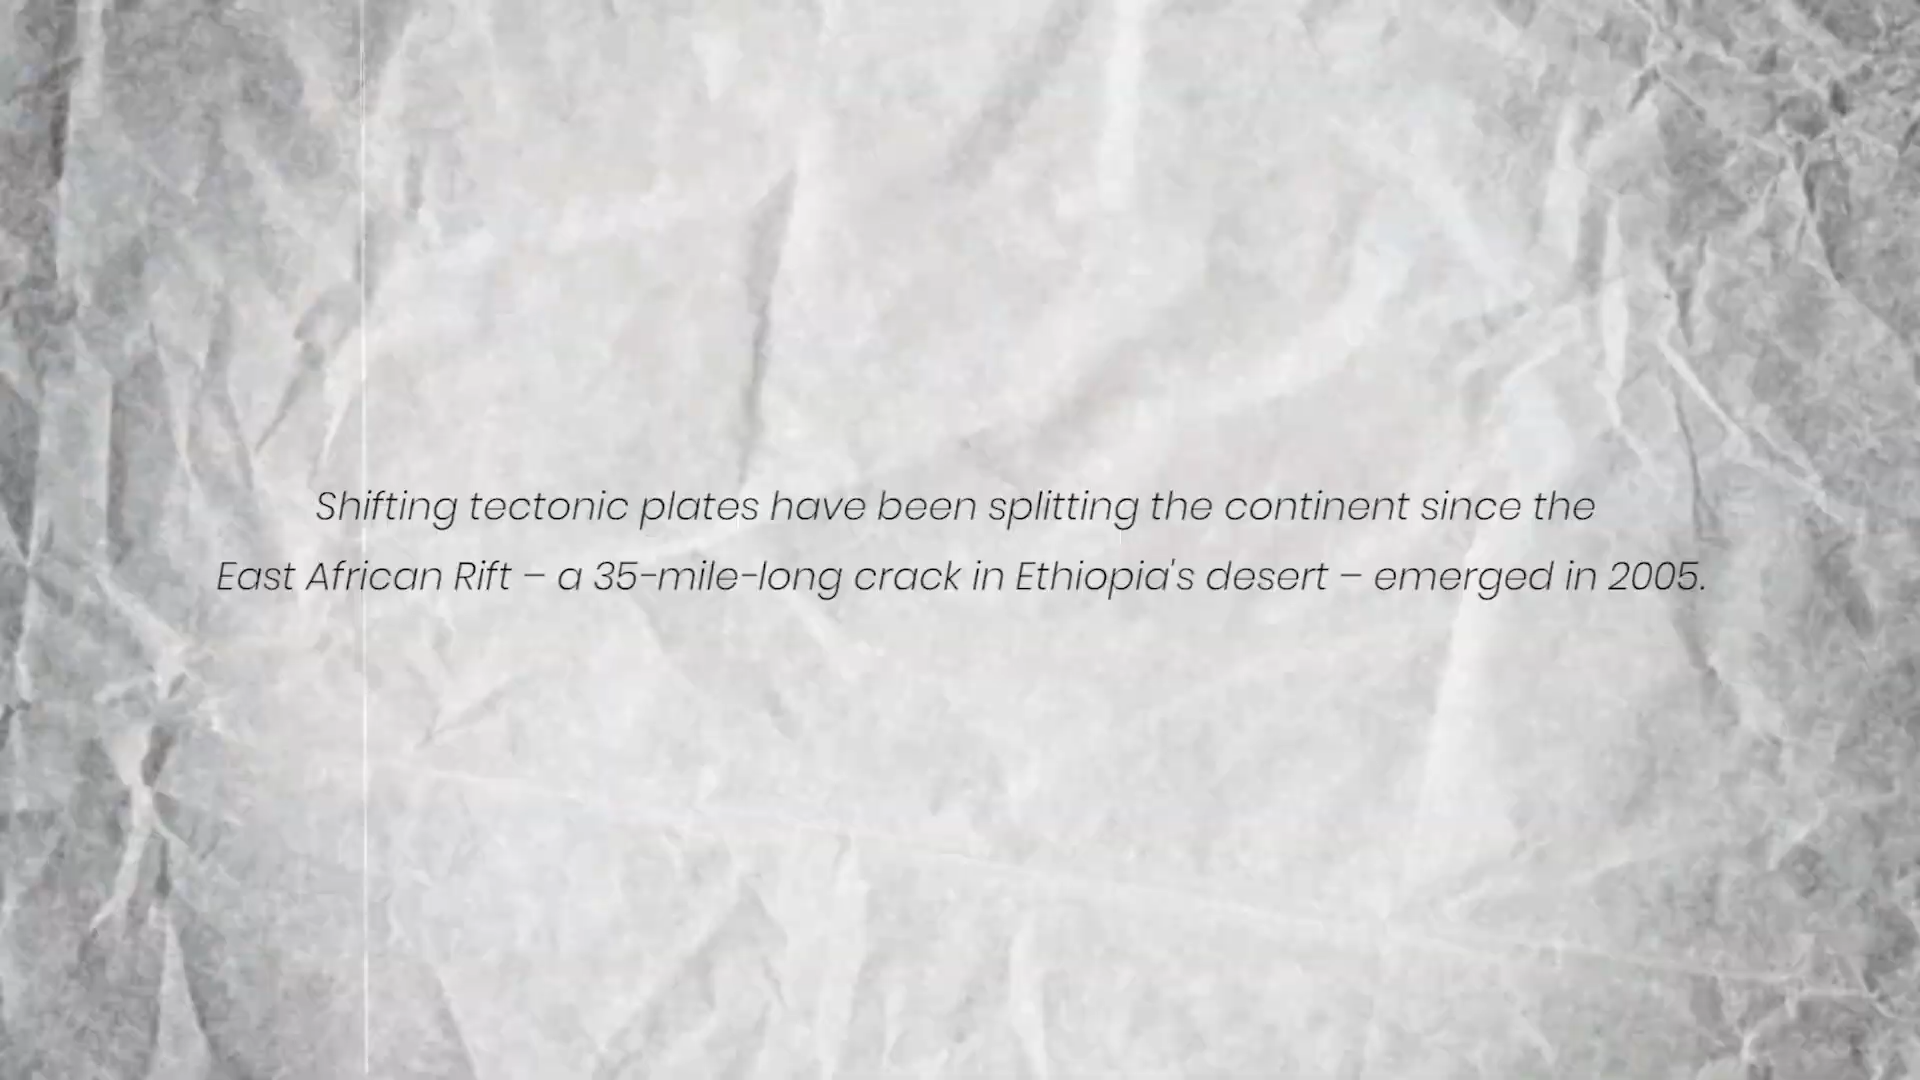 Shifting tectonic plates have been splitting the continent since the
East African Rift – a 35-mile-long crack in Ethiopia's desert – emerged in 2005.